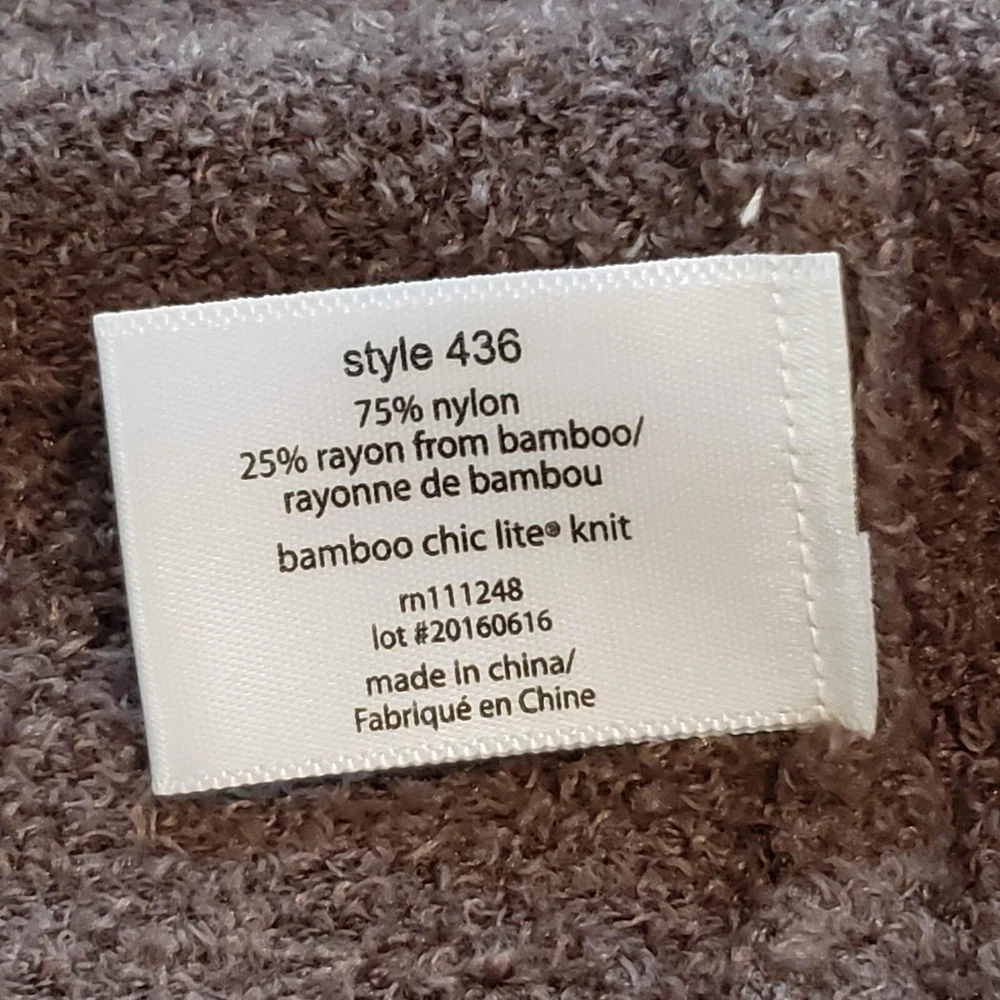 style 436
75% nylon
25% rayon from bamboo/
rayonne de bambou
bamboo chic lite® knit
rn111248
lot #20160616
made in china/
Fabriqué en Chine